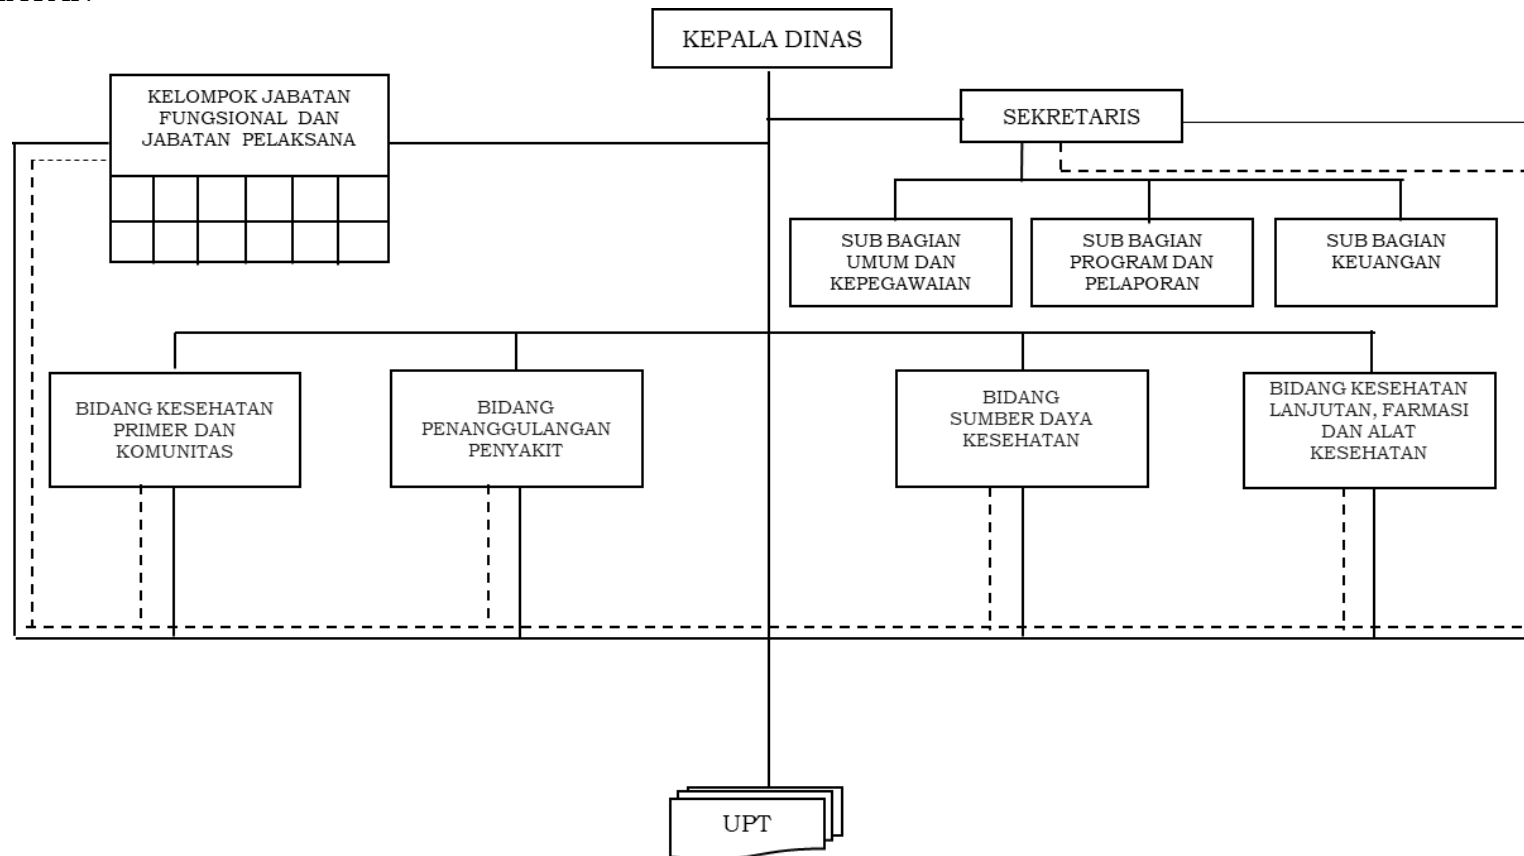 KEPALA DINAS
KELOMPOK JABATAN
FUNGSIONAL DAN
JABATAN PELAKSANA
SEKRETARIS
SUB BAGIAN
UMUM DAN
KEPEGAWAIAN
SUB BAGIAN
PROGRAM DAN
PELAPORAN
SUB BAGIAN
KEUANGAN
BIDANG KESEHATAN
PRIMER DAN
KOMUNITAS
BIDANG
PENANGGULANGAN
PENYAKIT
BIDANG
SUMBER DAYA
KESEHATAN
BIDANG KESEHATAN
LANJUTAN, FARMASI
DAN ALAT
KESEHATAN
UPT